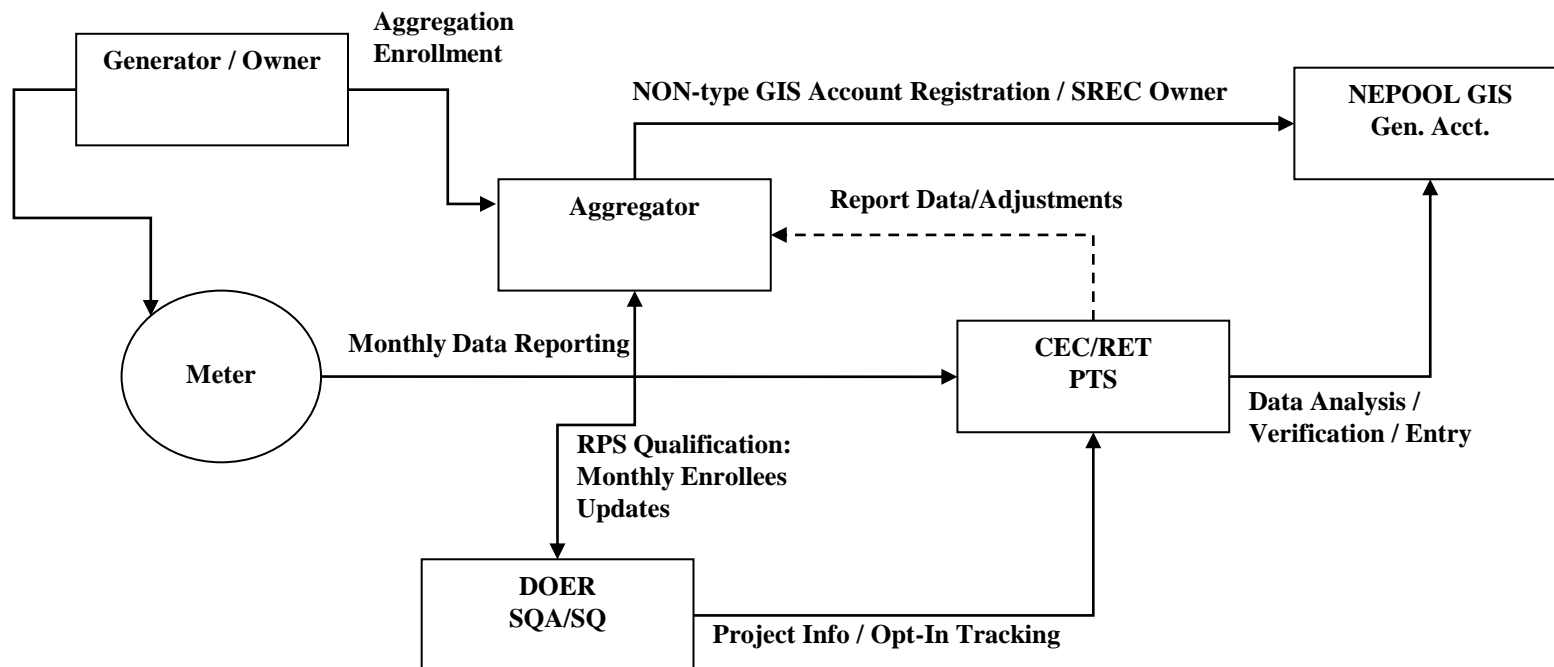 Aggregation
Enrollment
Generator / Owner
NON-type GIS Account Registration / SREC Owner
NEPOOL GIS
Gen. Acct.
Aggregator
Report Data/Adjustments
Monthly Data Reporting
Meter
CEC/RET
PTS
Data Analysis /
Verification / Entry
RPS Qualification:
Monthly Enrollees
Updates
DOER
SQA/SQ
Project Info / Opt-In Tracking